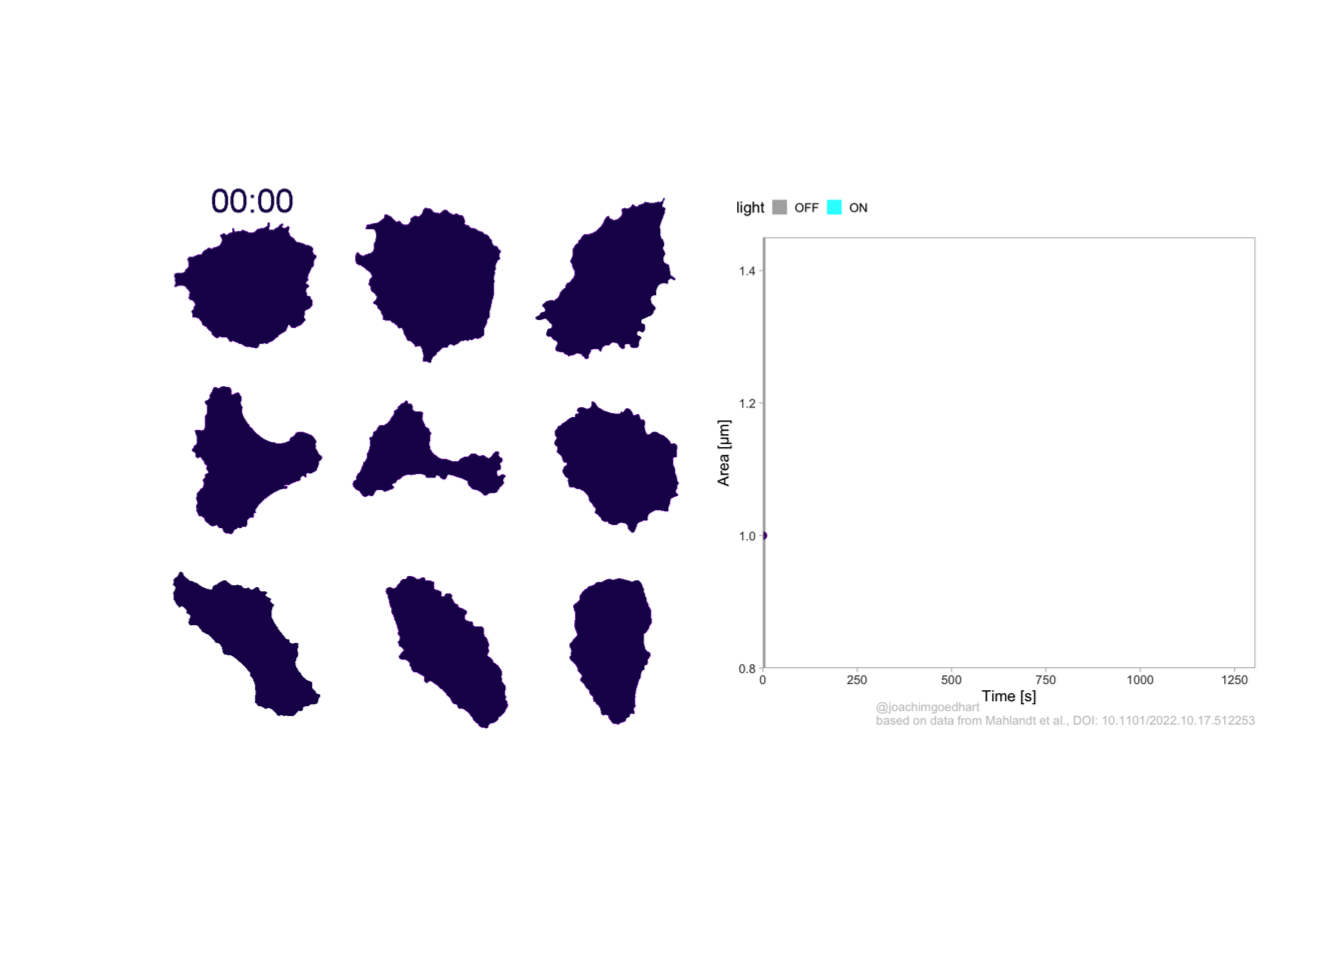 00:00
light OFF ON
1.4
1.2
1.0
0.8
Area [µm]
0 250 500 750 1000 1250
Time [s]
@joachimgoedhart
based on data from Mahlandt et al., DOI: 10.1101/2022.10.17.512253